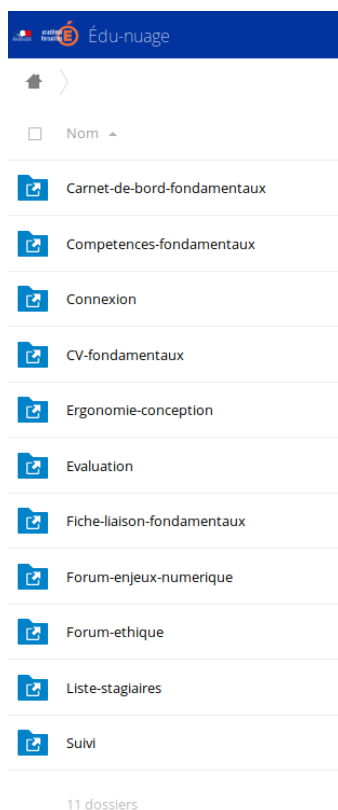 Édu-nuage
Nom
Carnet-de-bord-fondamentaux
Competences-fondamentaux
Connexion
CV-fondamentaux
Ergonomie-conception
Evaluation
Fiche-liaison-fondamentaux
Forum-enjeux-numerique
Forum-ethique
Liste-stagiaires
Suivi
11 dossiers